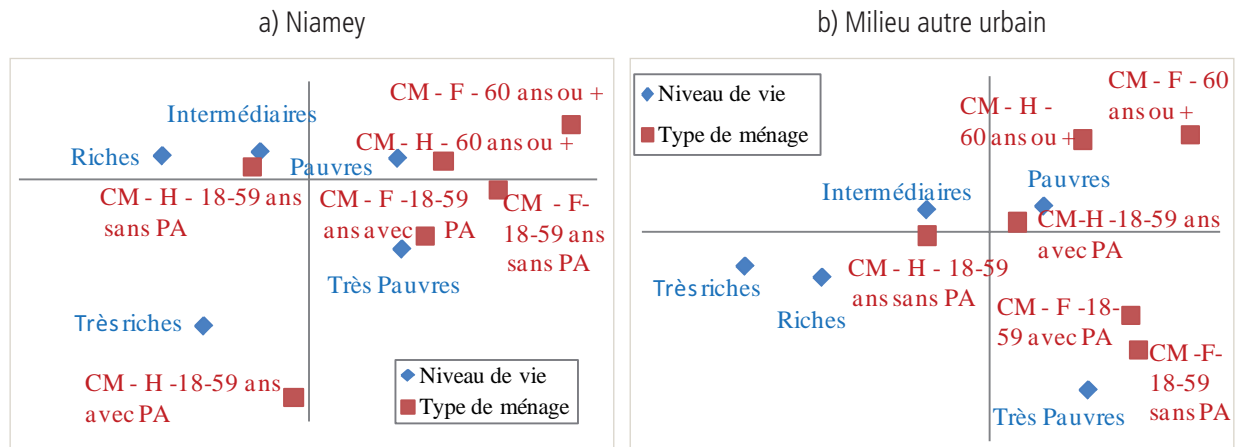 a) Niamey
CM - F - 60 ans ou +
Intermédiaires
CM - H - 60 ans ou +
Riches
Pauvres
CM - H - 18-59 ans
sans PA
CM - F -18-59
ans avec PA
CM - F-
18-59 ans
sans PA
Très Pauvres
Très riches
CM - H -18-59 ans
avec PA
Niveau de vie
Type de ménage
b) Milieu autre urbain
Niveau de vie
Type de ménage
CM - H -
60 ans ou +
CM - F - 60
ans ou +
Intermédiaires
Pauvres
CM-H -18-59 ans
avec PA
CM - H - 18-59
ans sans PA
Très riches
Riches
CM - F -18-
59 avec PA
CM -F-
18-59
sans PA
Très Pauvres